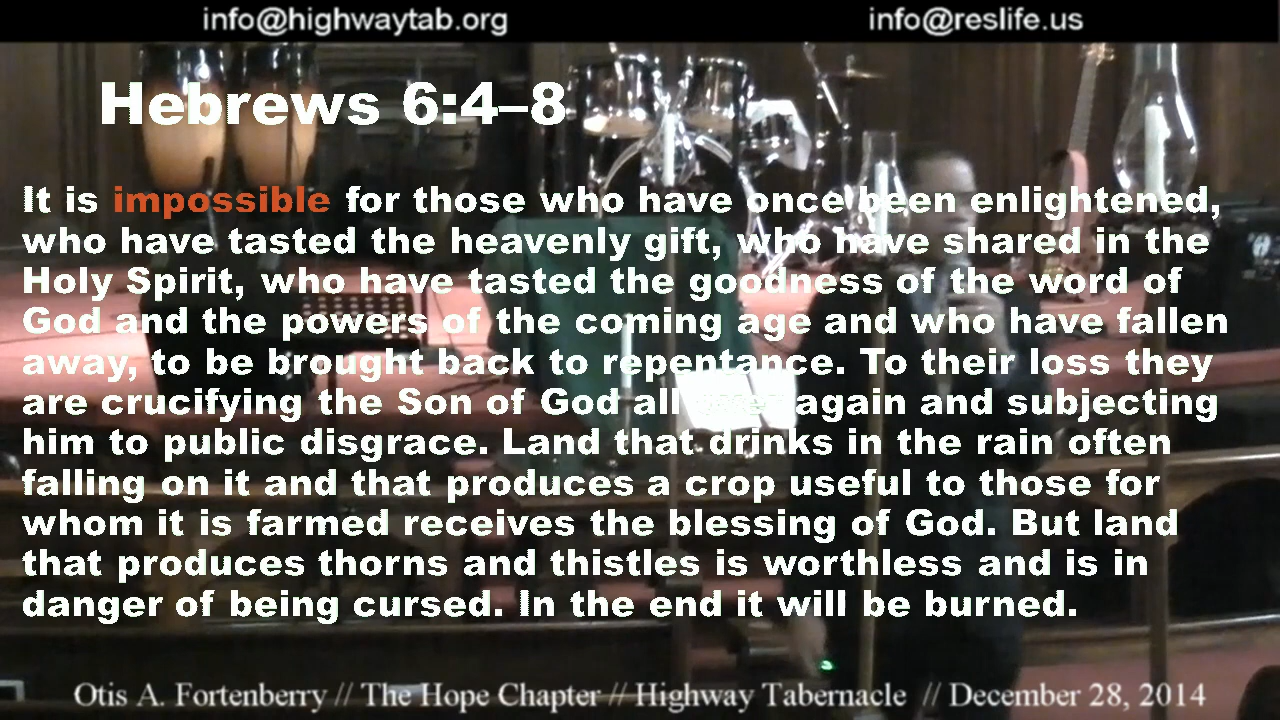 info@highwaytab.org info@reslife.us
Hebrews 6:4–8
It is impossible for those who have once been enlightened,
who have tasted the heavenly gift, who have shared in the
Holy Spirit, who have tasted the goodness of the word of
God and the powers of the coming age and who have fallen
away, to be brought back to repentance. To their loss they
are crucifying the Son of God all over again and subjecting
him to public disgrace. Land that drinks in the rain often
falling on it and that produces a crop useful to those for
whom it is farmed receives the blessing of God. But land
that produces thorns and thistles is worthless and is in
danger of being cursed. In the end it will be burned.
Otis A. Fortenberry // The Hope Chapter // Highway Tabernacle // December 28, 2014